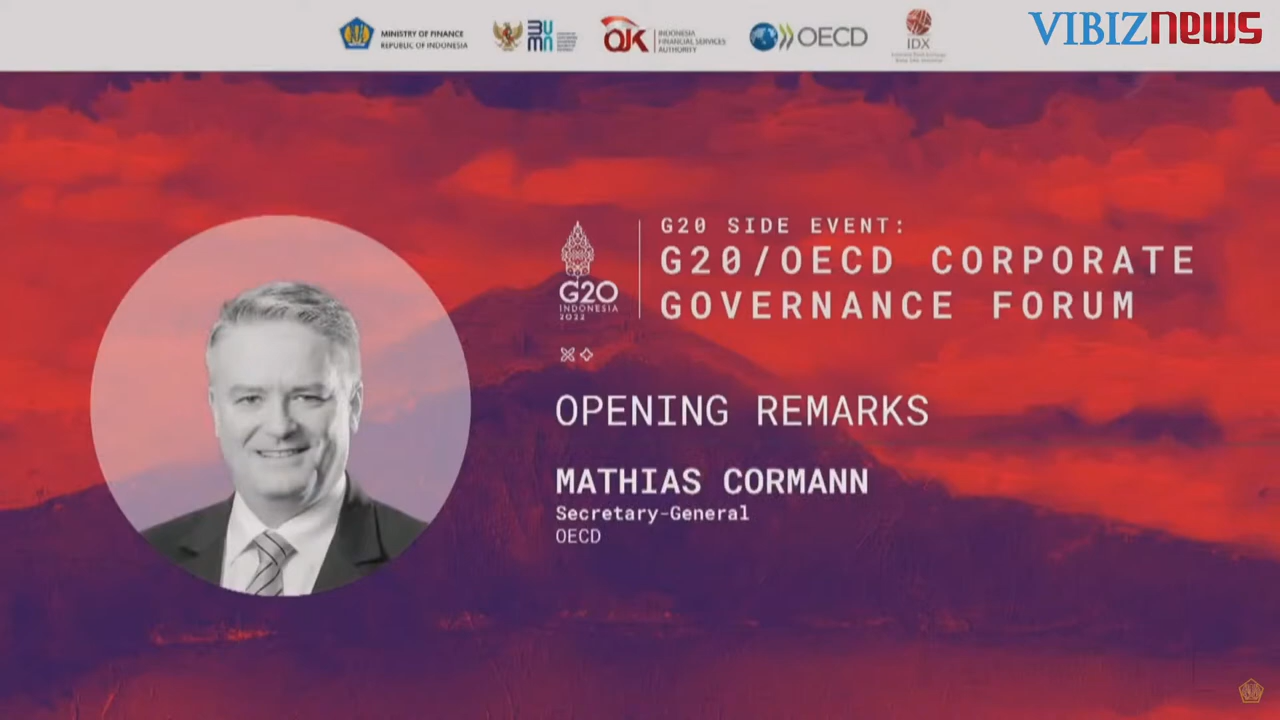 MINISTRY OF FINANCE
REPUBLIC OF INDONESIA
BUMN
OJK
INDONESIA
FINANCIAL SERVICES
AUTHORITY
OECD
IDX
VIBIZNEWS
G20 SIDE EVENT:
G20/OECD CORPORATE
GOVERNANCE FORUM
G20
INDONESIA
2022
OPENING REMARKS
MATHIAS CORMANN
Secretary-General
OECD